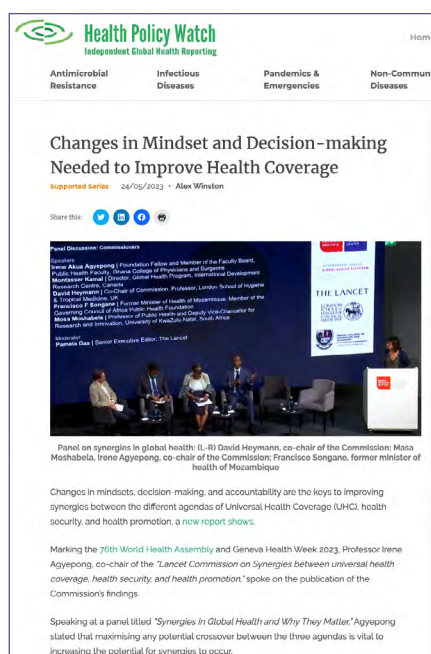 Health Policy Watch
Independent Global Health Reporting
Hom
Antimicrobial Resistance
Infectious Diseases
Pandemics & Emergencies
Non-Commun
Diseases
Changes in Mindset and Decision-making
Needed to Improve Health Coverage
Supported Series 24/05/2023 • Alex Winston
Share this:
Panel Discussion: Commissioners
Speakers
Irene Akua Agyepong | Foundation Fellow and Member of the Faculty Board,
Public Health Faculty, Ghana College of Physicians and Surgeons
Montasser Kamal | Director, Global Health Program, International Development
Research Centre, Canada
David Heymann | Co-Chair of Commission, Professor, London School of Hygiene
& Tropical Medicine, UK
Francisco F Songane | Former Minister of Health of Mozambique, Member of the
Governing Council of Africa Public Health Foundation
Mosa Moshabela | Professor of Public Health and Deputy Vice-Chancellor for
Research and Innovation, University of KwaZulu Natal, South Africa
Moderator
Pamela Das | Senior Executive Editor, The Lancet
THE LANCET
Panel on synergies in global health: (L-R) David Heymann, co-chair of the Commission; Masa
Moshabela, Irene Agyepong, co-chair of the Commission; Francisco Songane, former minister of
health of Mozambique
Changes in mindsets, decision-making, and accountability are the keys to improving
synergies between the different agendas of Universal Health Coverage (UHC), health
security, and health promotion, a new report shows.
Marking the 76th World Health Assembly and Geneva Health Week 2023, Professor Irene
Agyepong, co-chair of the "Lancet Commission on Synergies between universal health
coverage, health security, and health promotion," spoke on the publication of the
Commission's findings.
Speaking at a panel titled "Synergies In Global Health and Why They Matter," Agyepong
stated that maximising any potential crossover between the three agendas is vital to
increasing the potential for synergies to occur.